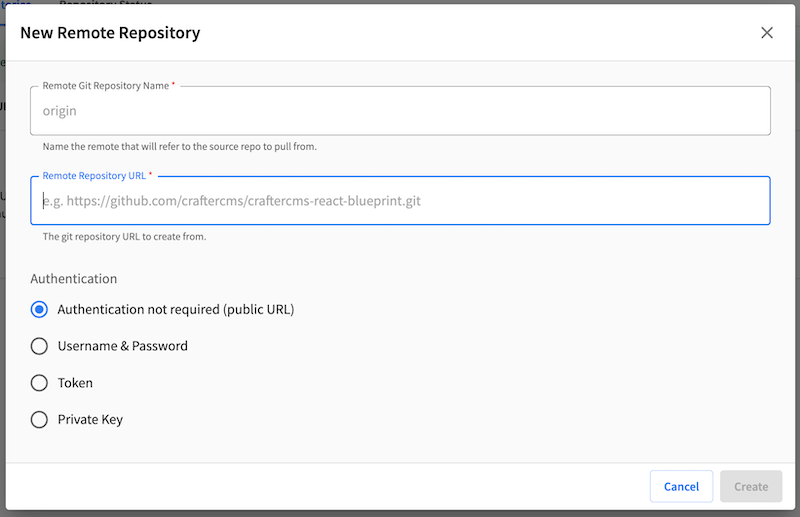 Repository Status
New Remote Repository
Remote Git Repository Name *
origin
Name the remote that will refer to the source repo to pull from.
Remote Repository URL *
e.g. https://github.com/craftercms/craftercms-react-blueprint.git
The git repository URL to create from.
Authentication
Authentication not required (public URL)
Username & Password
Token
Private Key
Cancel
Create